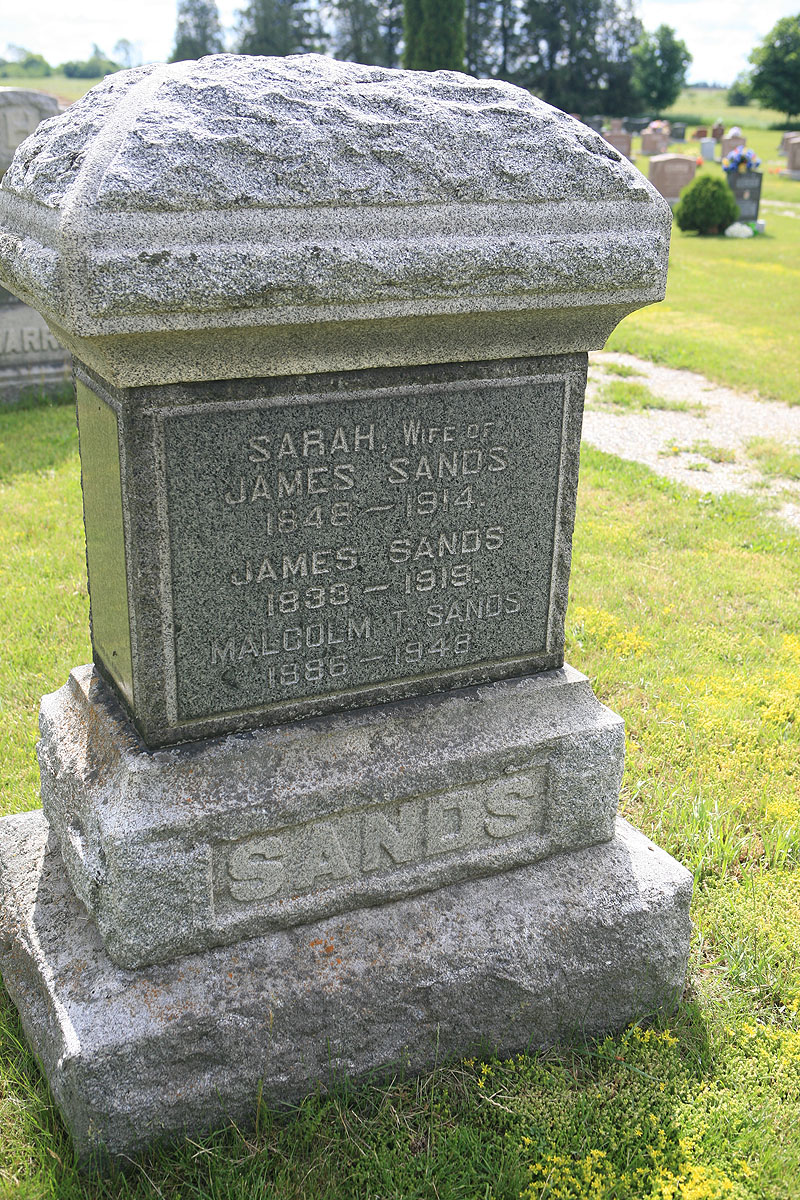 SARAH, WIFE OF
JAMES SANDS
1848 — 1914.
JAMES SANDS
1833 — 1919.
MALCOLM T. SANDS
1886 — 1948
SANDS